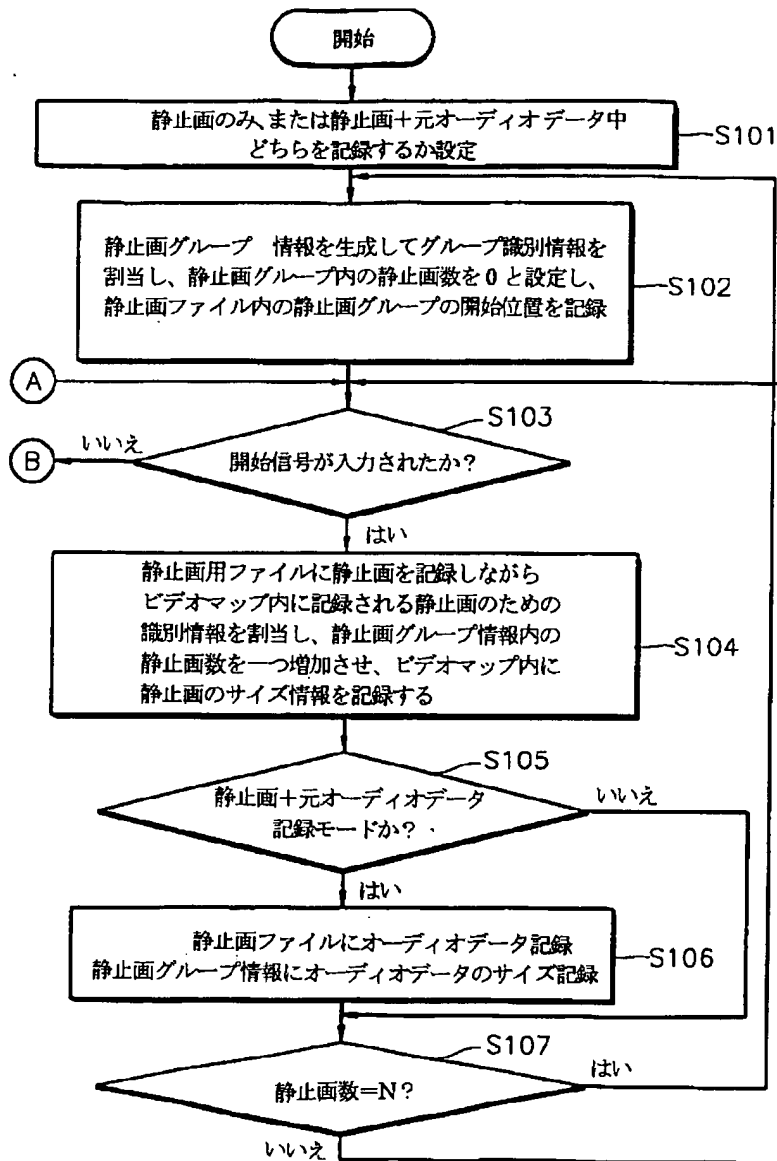 開始
静止画のみ、または静止画+元オーディオデータ中
どちらを記録するか設定
S101
静止画グループ 情報を生成してグループ識別情報を
割当し、静止画グループ内の静止画数を0と設定し、
静止画ファイル内の静止画グループの開始位置を記録
S102
A
S103
B
いいえ
開始信号が入力されたか?
はい
静止画用ファイルに静止画を記録しながら
ビデオマップ内に記録される静止画のための
識別情報を割当し、静止画グループ情報内の
静止画数を一つ増加させ、ビデオマップ内に
静止画のサイズ情報を記録する
S104
S105
静止画+元オーディオデータ
記録モードか?
いいえ
はい
静止画ファイルにオーディオデータ記録
静止画グループ情報にオーディオデータのサイズ記録
S106
S107
静止画数=N?
はい
いいえ